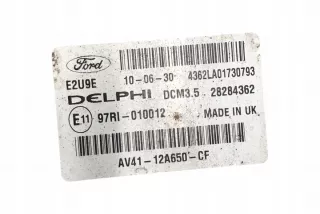 Ford
E2U9E 10-06-30 4362LA01730793
DELPHI DCM3.5 28284362
E11 97RI-010012 MADE IN UK
AV41-12A650-CF